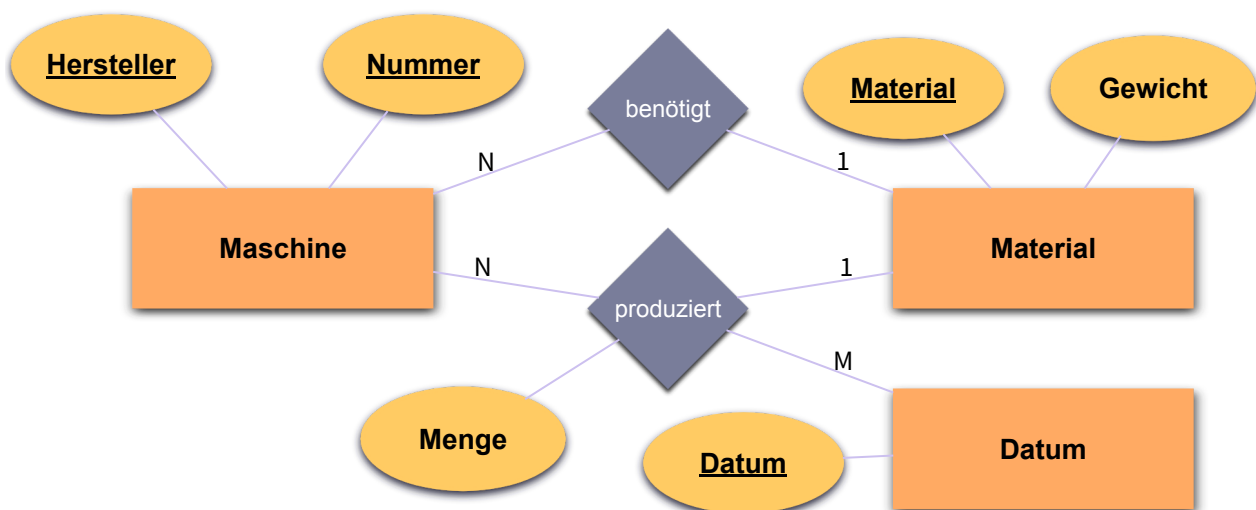 Hersteller
Nummer
benötigt
Material
Gewicht
N
1
Maschine
Material
N
produziert
1
M
Menge
Datum
Datum